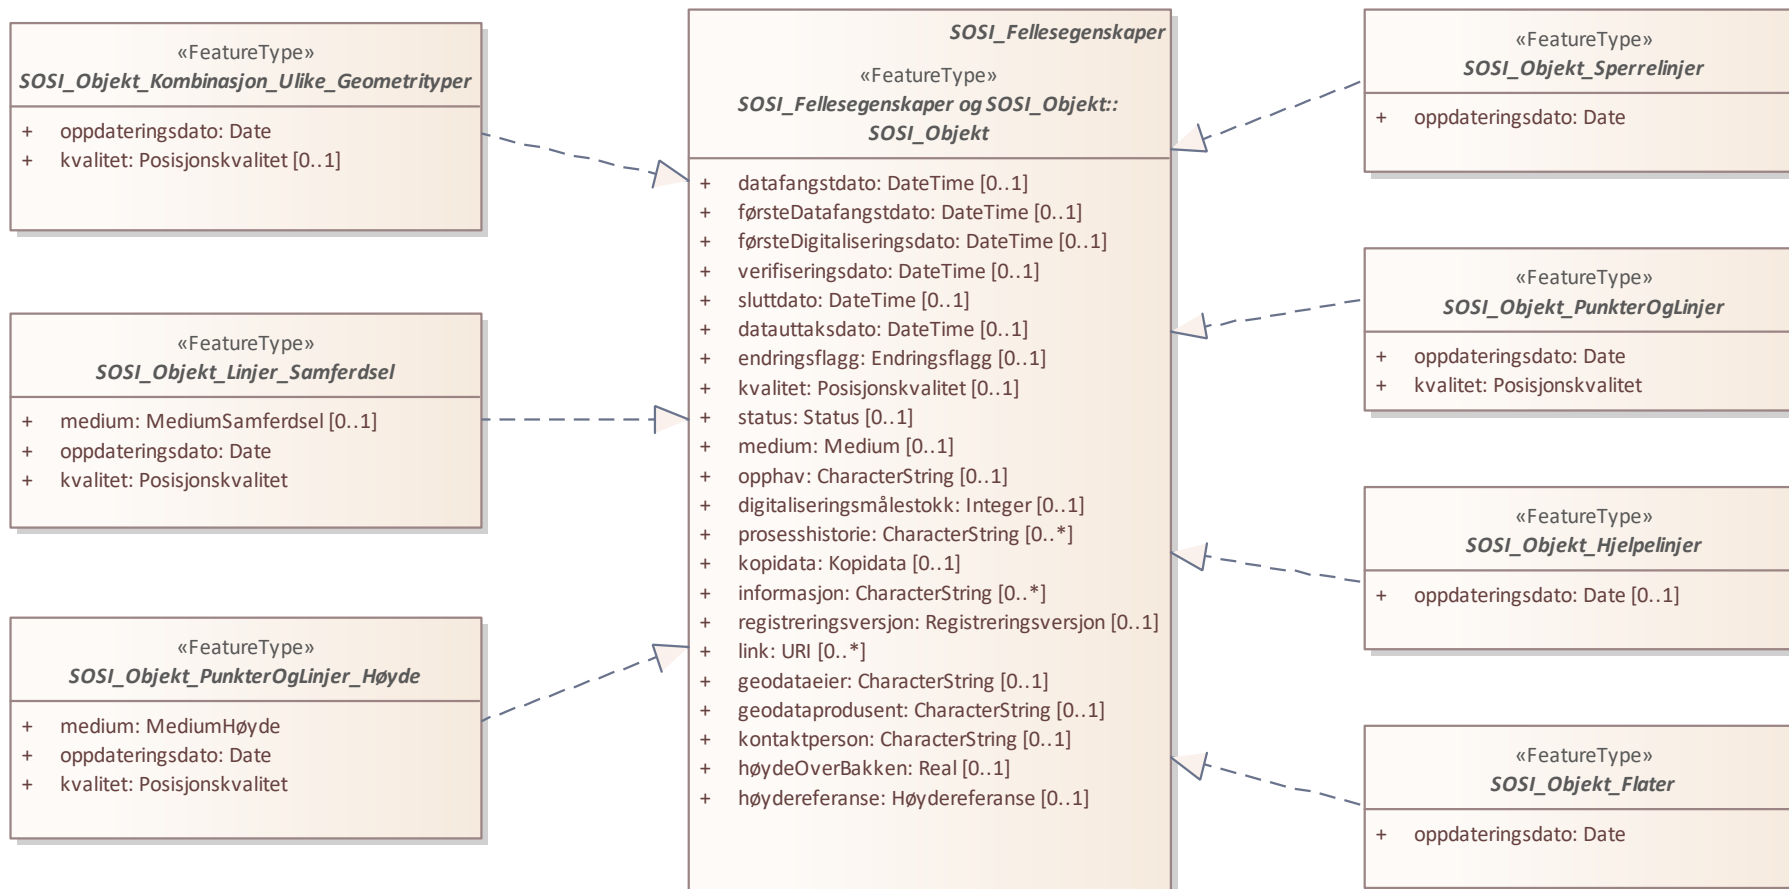 «FeatureType»
SOSI_Objekt_Kombinasjon_Ulike_Geometrityper
+ oppdateringsdato: Date
+ kvalitet: Posisjonskvalitet [0..1]
«FeatureType»
SOSI_Objekt_Linjer_Samferdsel
+ medium: MediumSamferdsel [0..1]
+ oppdateringsdato: Date
+ kvalitet: Posisjonskvalitet
«FeatureType»
SOSI_Objekt_PunkterOgLinjer_Høyde
+ medium: MediumHøyde
+ oppdateringsdato: Date
+ kvalitet: Posisjonskvalitet
SOSI_Fellesegenskaper
«FeatureType»
SOSI_Fellesegenskaper og SOSI_Objekt::
SOSI_Objekt
+ datafangstdato: DateTime [0..1]
+ førsteDatafangstdato: DateTime [0..1]
+ førsteDigitaliseringsdato: DateTime [0..1]
+ verifiseringsdato: DateTime [0..1]
+ sluttdato: DateTime [0..1]
+ datauttaksdato: DateTime [0..1]
+ endringsflagg: Endringsflagg [0..1]
+ kvalitet: Posisjonskvalitet [0..1]
+ status: Status [0..1]
+ medium: Medium [0..1]
+ opphav: CharacterString [0..1]
+ digitaliseringsmålestokk: Integer [0..1]
+ prosesshistorie: CharacterString [0..*]
+ kopidata: Kopidata [0..1]
+ informasjon: CharacterString [0..*]
+ registreringsversjon: Registreringsversjon [0..1]
+ link: URI [0..*]
+ geodataeier: CharacterString [0..1]
+ geodataprodusent: CharacterString [0..1]
+ kontaktperson: CharacterString [0..1]
+ høydeOverBakken: Real [0..1]
+ høydereferanse: Høydereferanse [0..1]
«FeatureType»
SOSI_Objekt_Sperrelinjer
+ oppdateringsdato: Date
«FeatureType»
SOSI_Objekt_PunkterOgLinjer
+ oppdateringsdato: Date
+ kvalitet: Posisjonskvalitet
«FeatureType»
SOSI_Objekt_Hjelpelinjer
+ oppdateringsdato: Date [0..1]
«FeatureType»
SOSI_Objekt_Flater
+ oppdateringsdato: Date